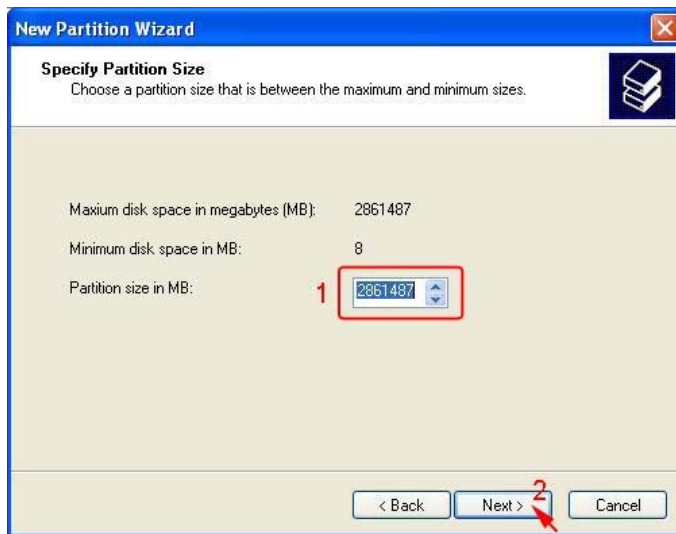 New Partition Wizard
Specify Partition Size
Choose a partition size that is between the maximum and minimum sizes.
Maxium disk space in megabytes (MB): 2861487
Minimum disk space in MB: 8
Partition size in MB: 1 2861487
2
< Back Next > Cancel